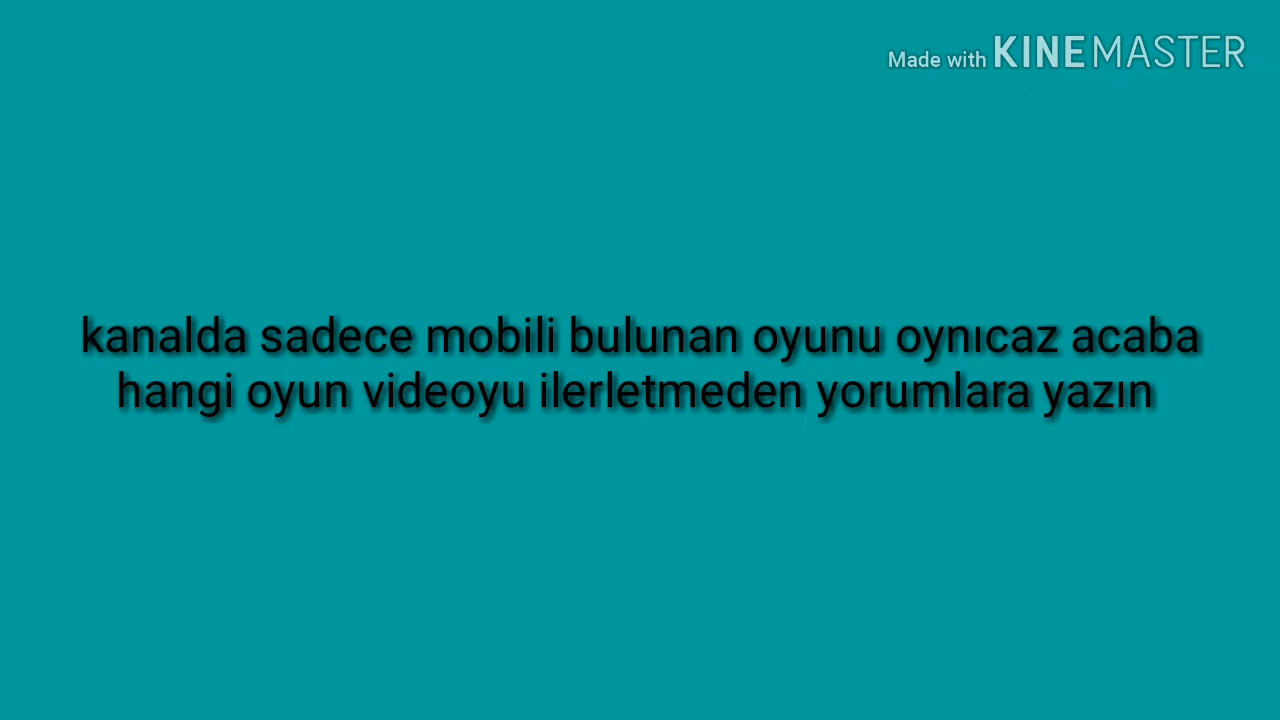 Made with KINEMASTER
kanalda sadece mobili bulunan oyunu oynıcaz acaba
hangi oyun videoyu ilerletmeden yorumlara yazın